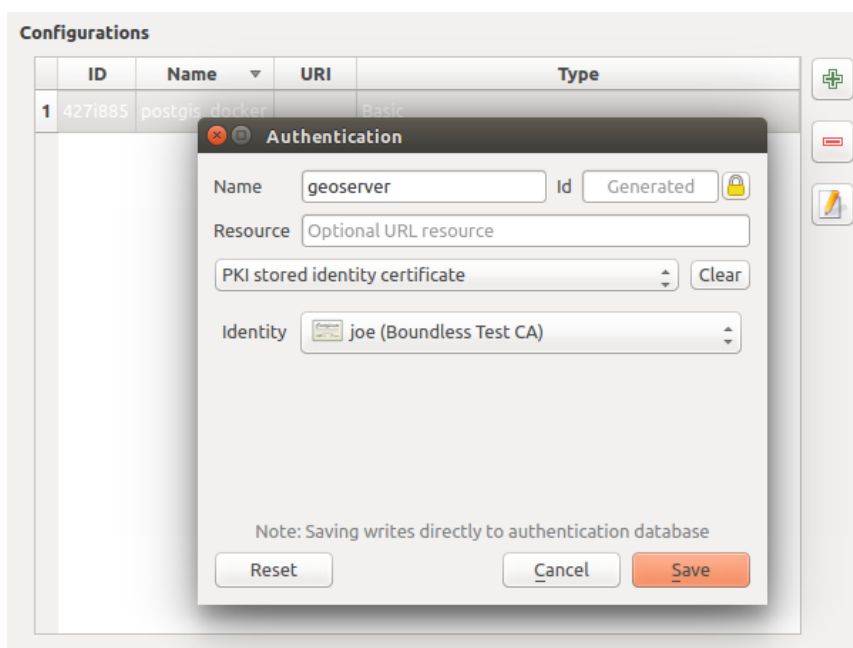 Configurations
ID Name URI Type
1 427i885 postgis_docker Basic
Authentication
Name geoserver Id Generated
Resource Optional URL resource
PKI stored identity certificate Clear
Identity joe (Boundless Test CA)
Note: Saving writes directly to authentication database
Reset Cancel Save